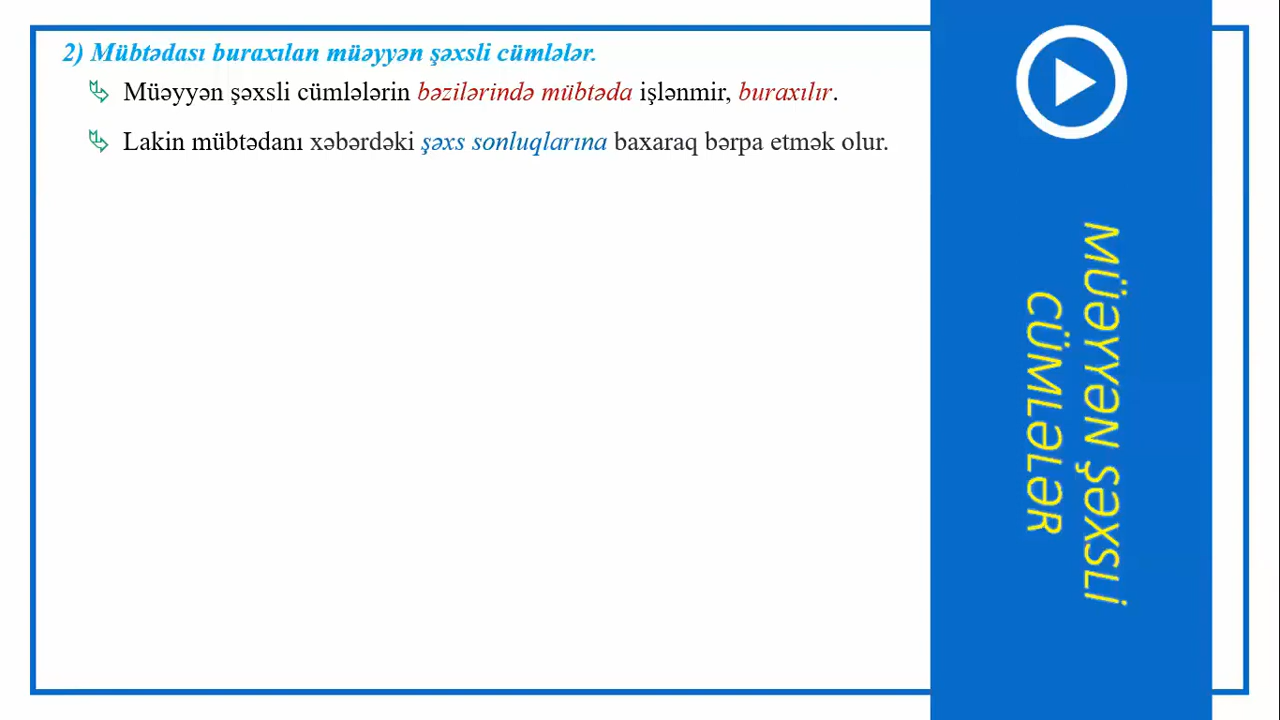 2) Mübtədası buraxılan müəyyən şəxsli cümlələr.
Müəyyən şəxsli cümlələrin bəzilərində mübtəda işlənmir, buraxılır.
Lakin mübtədanı xəbərdəki şəxs sonluqlarına baxaraq bərpa etmək olur.
MÜƏYYƏN ŞƏXSLİ
CÜMLƏLƏR